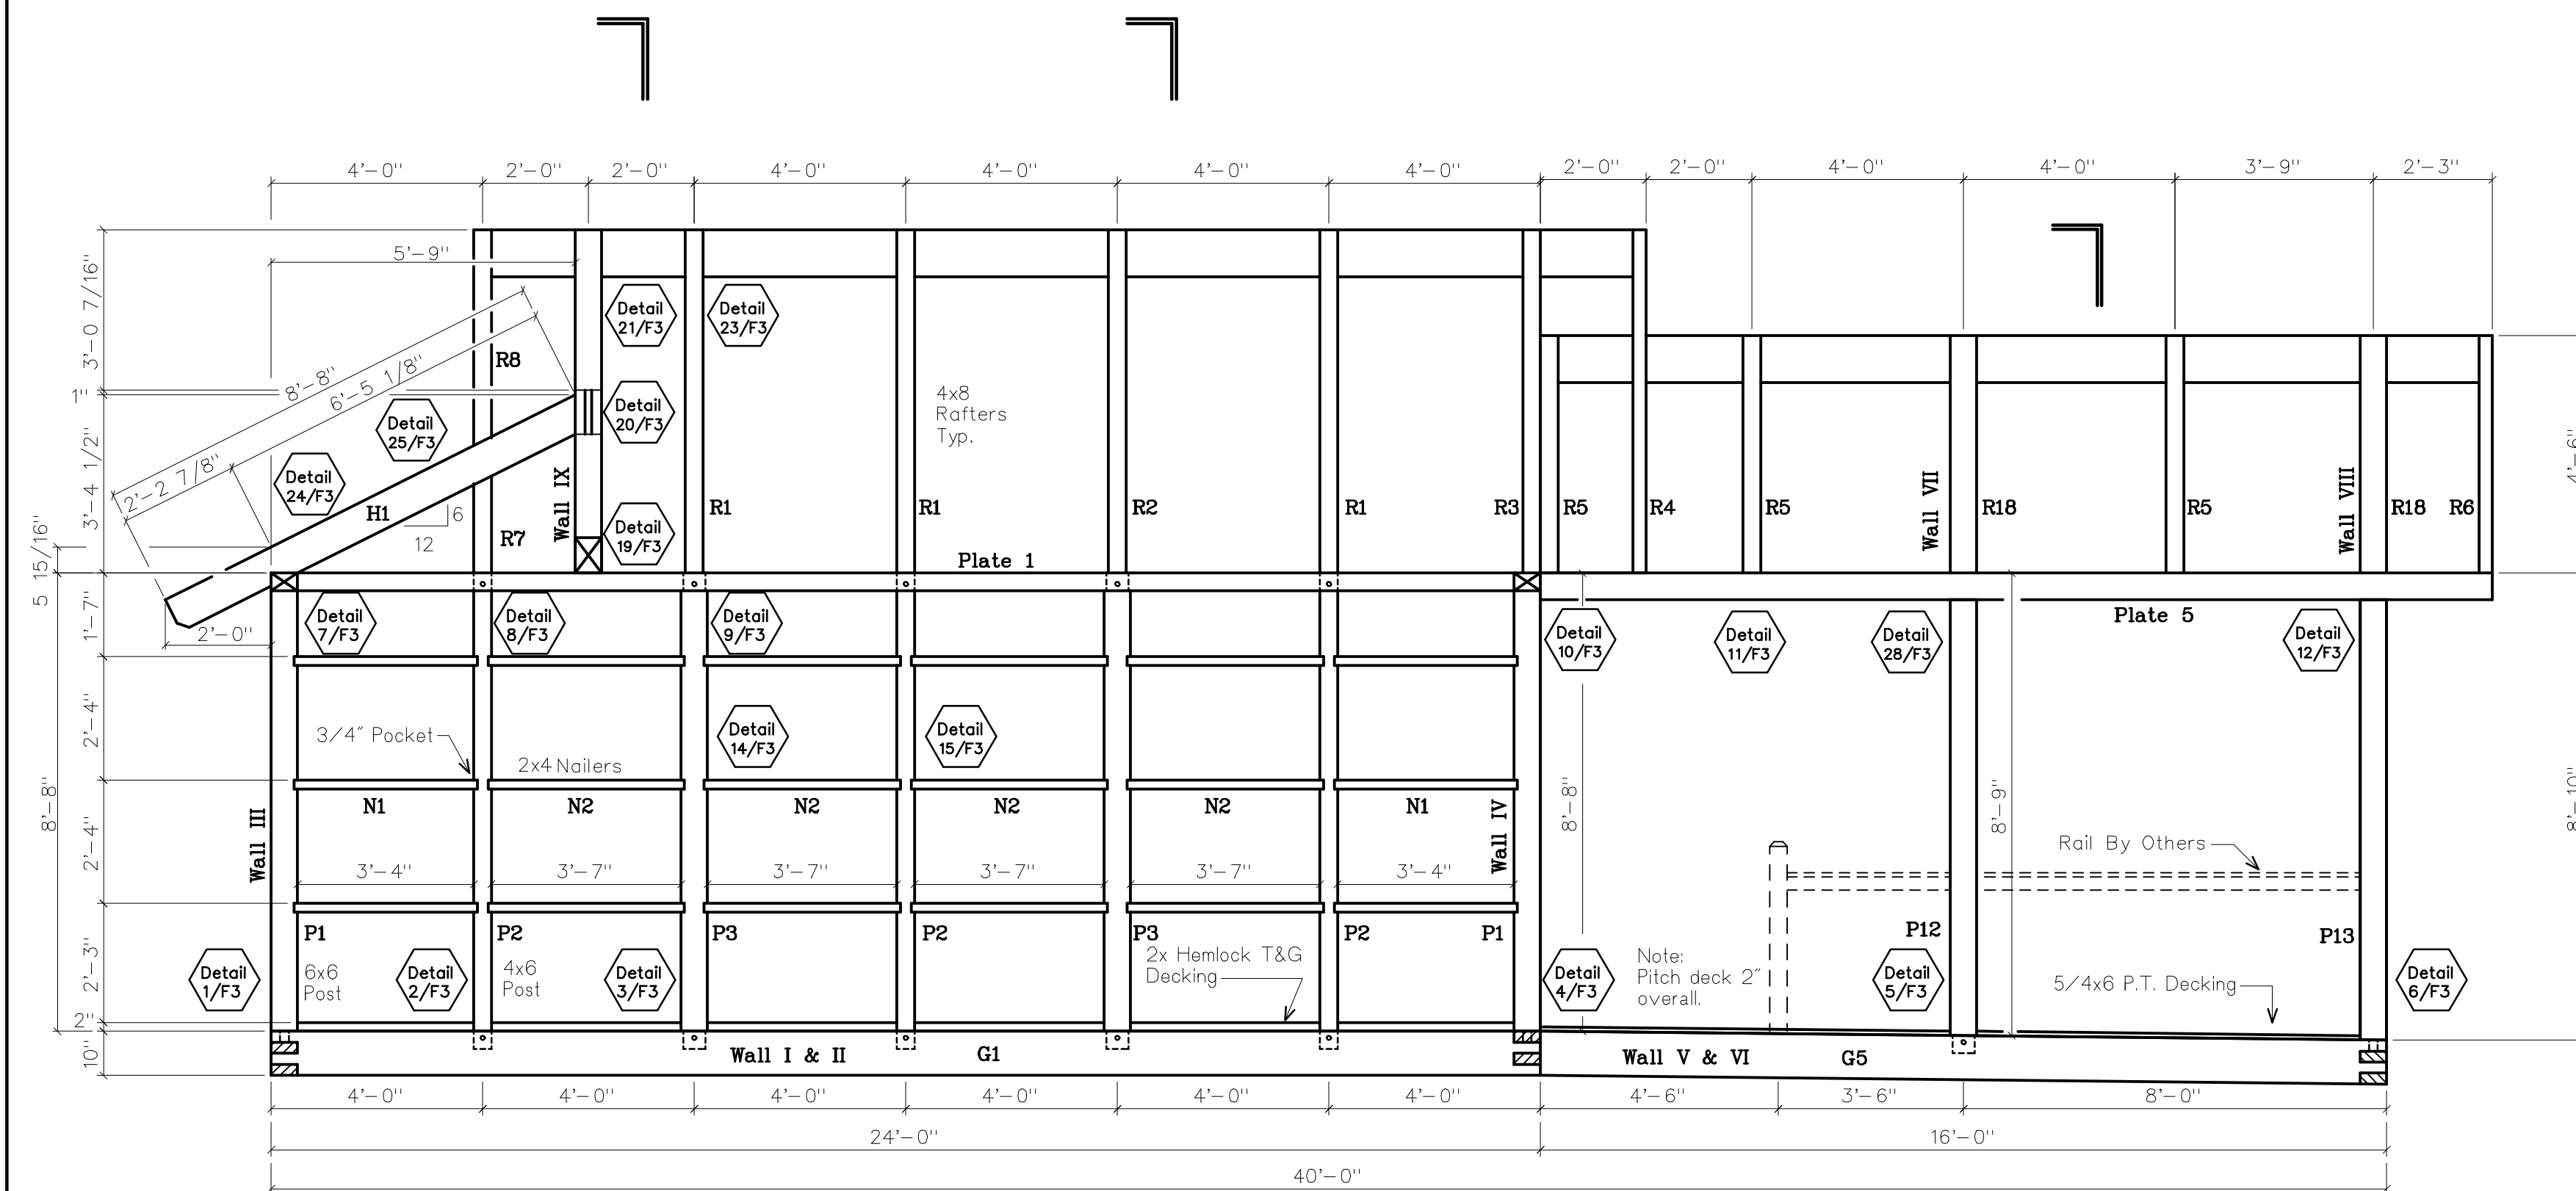 4'-0"
2'-0"
2'-0"
4'-0"
4'-0"
4'-0"
4'-0"
2'-0"
2'-0"
4'-0"
4'-0"
3'-9"
2'-3"
5'-9"
3'-0 7/16"
1"
3'-4 1/2"
5 15/16"
1'-7"
2'-4"
2'-4"
2'-3"
2"
10"
8'-8"
8'-8"
6'-5 1/8"
2'-2 7/8"
2'-0"
Detail
21/F3
Detail
23/F3
Detail
20/F3
Detail
25/F3
Detail
24/F3
Detail
19/F3
R8
4x8
Rafters
Typ.
H1
6
12
R7
Wall IX
R1
R1
R2
R1
R3
R5
R4
R5
Wall VII
R18
R5
Wall VIII
R18
R6
4'-6"
Plate 1
Plate 5
Detail
7/F3
Detail
8/F3
Detail
9/F3
Detail
10/F3
Detail
11/F3
Detail
28/F3
Detail
12/F3
3/4" Pocket
2x4 Nailers
Detail
14/F3
Detail
15/F3
Wall III
N1
N2
N2
N2
N2
N1
Wall IV
8'-8"
8'-9"
8'-10"
Rail By Others
3'-4"
3'-7"
3'-7"
3'-7"
3'-7"
3'-4"
P1
P2
P3
P2
P3
P2
P1
P12
P13
Detail
1/F3
6x6
Post
Detail
2/F3
4x6
Post
Detail
3/F3
2x Hemlock T&G
Decking
Detail
4/F3
Note:
Pitch deck 2"
overall.
Detail
5/F3
5/4x6 P.T. Decking
Detail
6/F3
Wall I & II
G1
Wall V & VI
G5
4'-0"
4'-0"
4'-0"
4'-0"
4'-0"
4'-0"
4'-6"
3'-6"
8'-0"
24'-0"
16'-0"
40'-0"